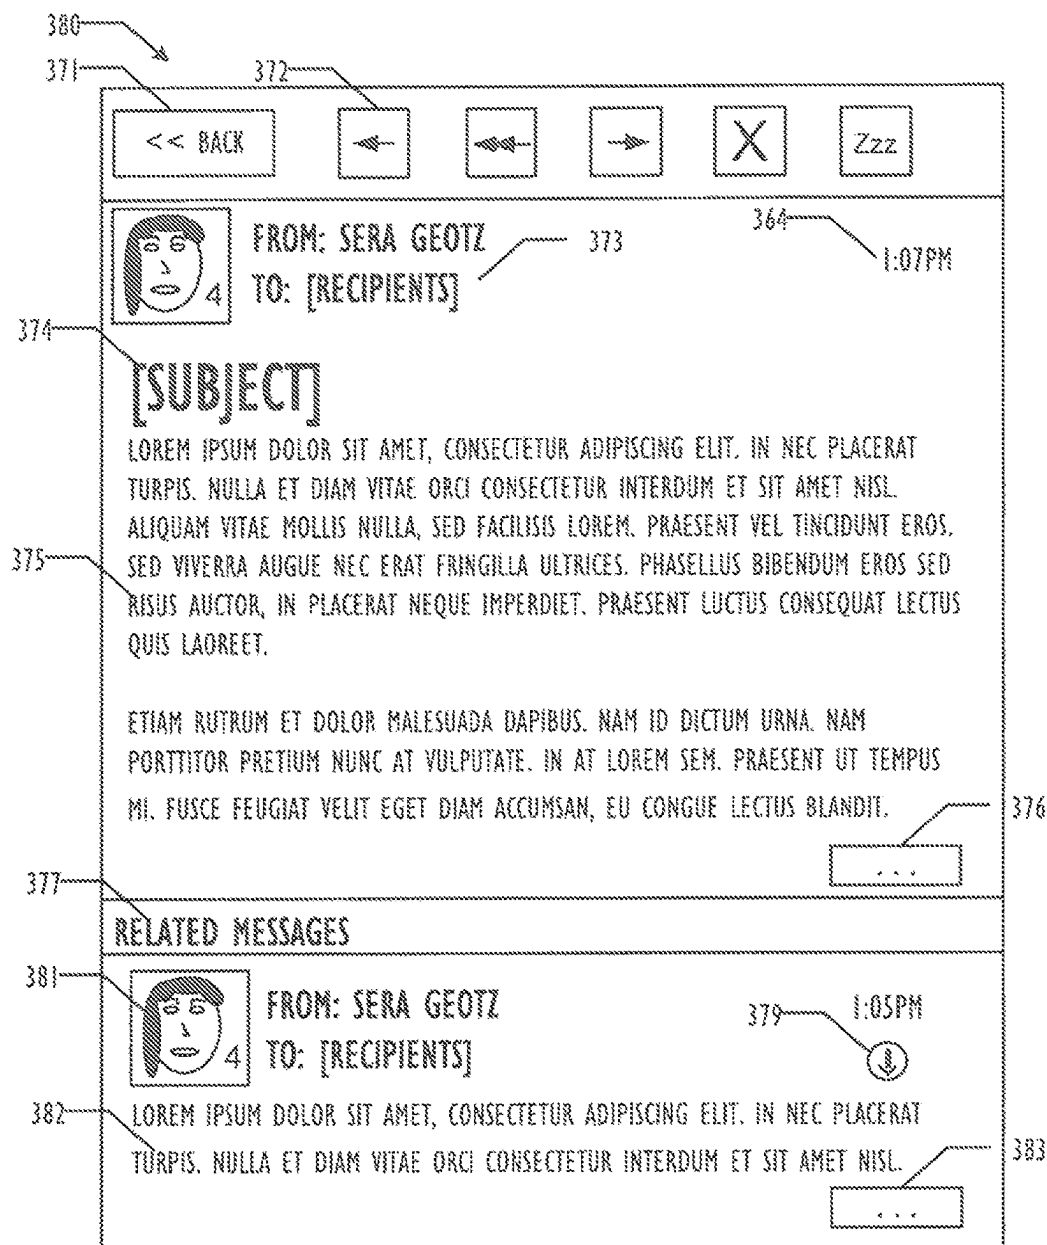 380
371
372
<< BACK
X
Zzz
FROM: SERA GEOTZ
373
364
1:07PM
TO: [RECIPIENTS]
4
374
[SUBJECT]
LOREM IPSUM DOLOR SIT AMET, CONSECTETUR ADIPISCING ELIT. IN NEC PLACERAT
TURPIS. NULLA ET DIAM VITAE ORCI CONSECTETUR INTERDUM ET SIT AMET NISL.
ALIQUAM VITAE MOLLIS NULLA, SED FACILISIS LOREM. PRAESENT VEL TINCIDUNT EROS.
375
SED VIVERRA AUGUE NEC ERAT FRINGILLA ULTRICES. PHASELLUS BIBENDUM EROS SED
RISUS AUCTOR, IN PLACERAT NEQUE IMPERDIET. PRAESENT LUCTUS CONSEQUAT LECTUS
QUIS LAOREET.
ETIAM RUTRUM ET DOLOR MALESUADA DAPIBUS. NAM ID DICTUM URNA. NAM
PORTTITOR PRETIUM NUNC AT VULPUTATE. IN AT LOREM SEM. PRAESENT UT TEMPUS
MI. FUSCE FEUGIAT VELIT EGET DIAM ACCUMSAN, EU CONGUE LECTUS BLANDIT.
376
...
377
RELATED MESSAGES
381
FROM: SERA GEOTZ
379
1:05PM
TO: [RECIPIENTS]
4
382
LOREM IPSUM DOLOR SIT AMET, CONSECTETUR ADIPISCING ELIT. IN NEC PLACERAT
TURPIS. NULLA ET DIAM VITAE ORCI CONSECTETUR INTERDUM ET SIT AMET NISL.
383
...